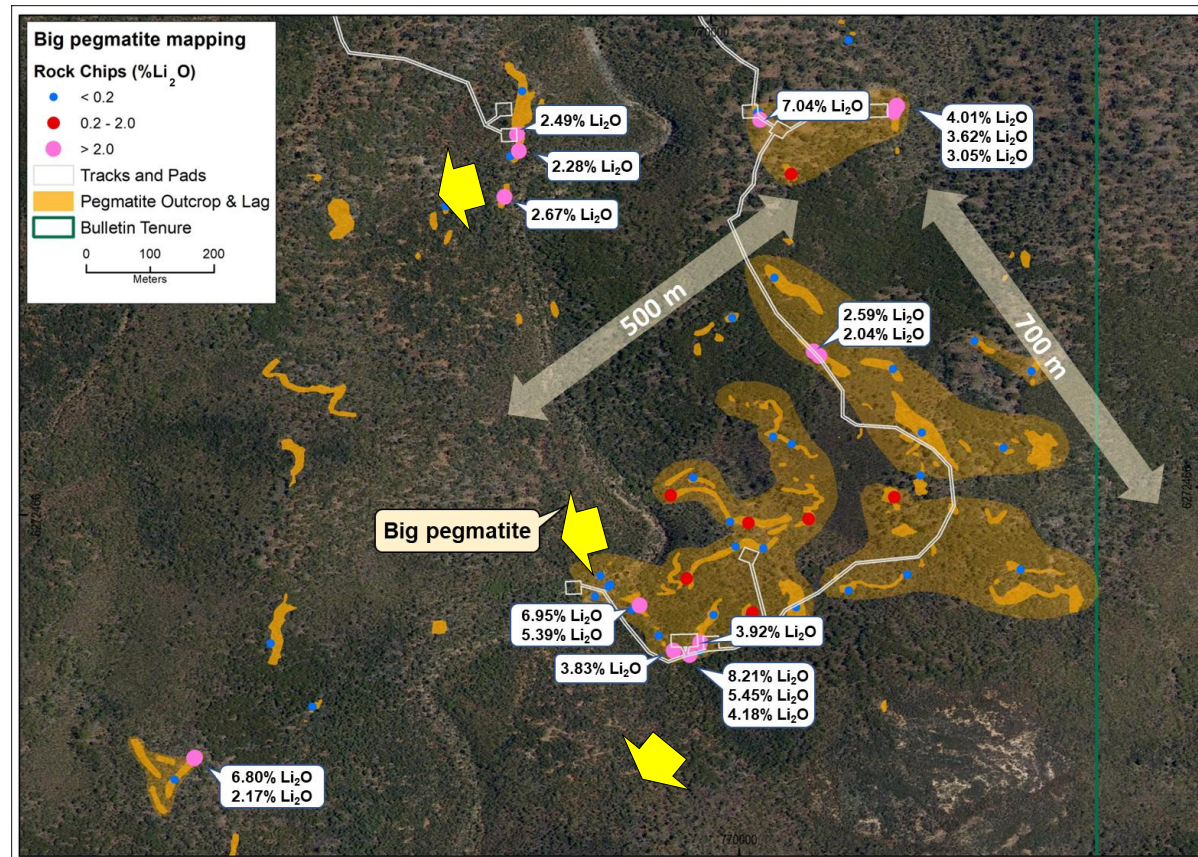 Big pegmatite mapping
Rock Chips (%Li₂O)
< 0.2
0.2 - 2.0
> 2.0
Tracks and Pads
Pegmatite Outcrop & Lag
Bulletin Tenure
0 100 200
Meters
770000
2.49% Li₂O
2.28% Li₂O
2.67% Li₂O
7.04% Li₂O
4.01% Li₂O
3.62% Li₂O
3.05% Li₂O
500 m
700 m
2.59% Li₂O
2.04% Li₂O
Big pegmatite
6.95% Li₂O
5.39% Li₂O
3.92% Li₂O
3.83% Li₂O
8.21% Li₂O
5.45% Li₂O
4.18% Li₂O
6.80% Li₂O
2.17% Li₂O
770000